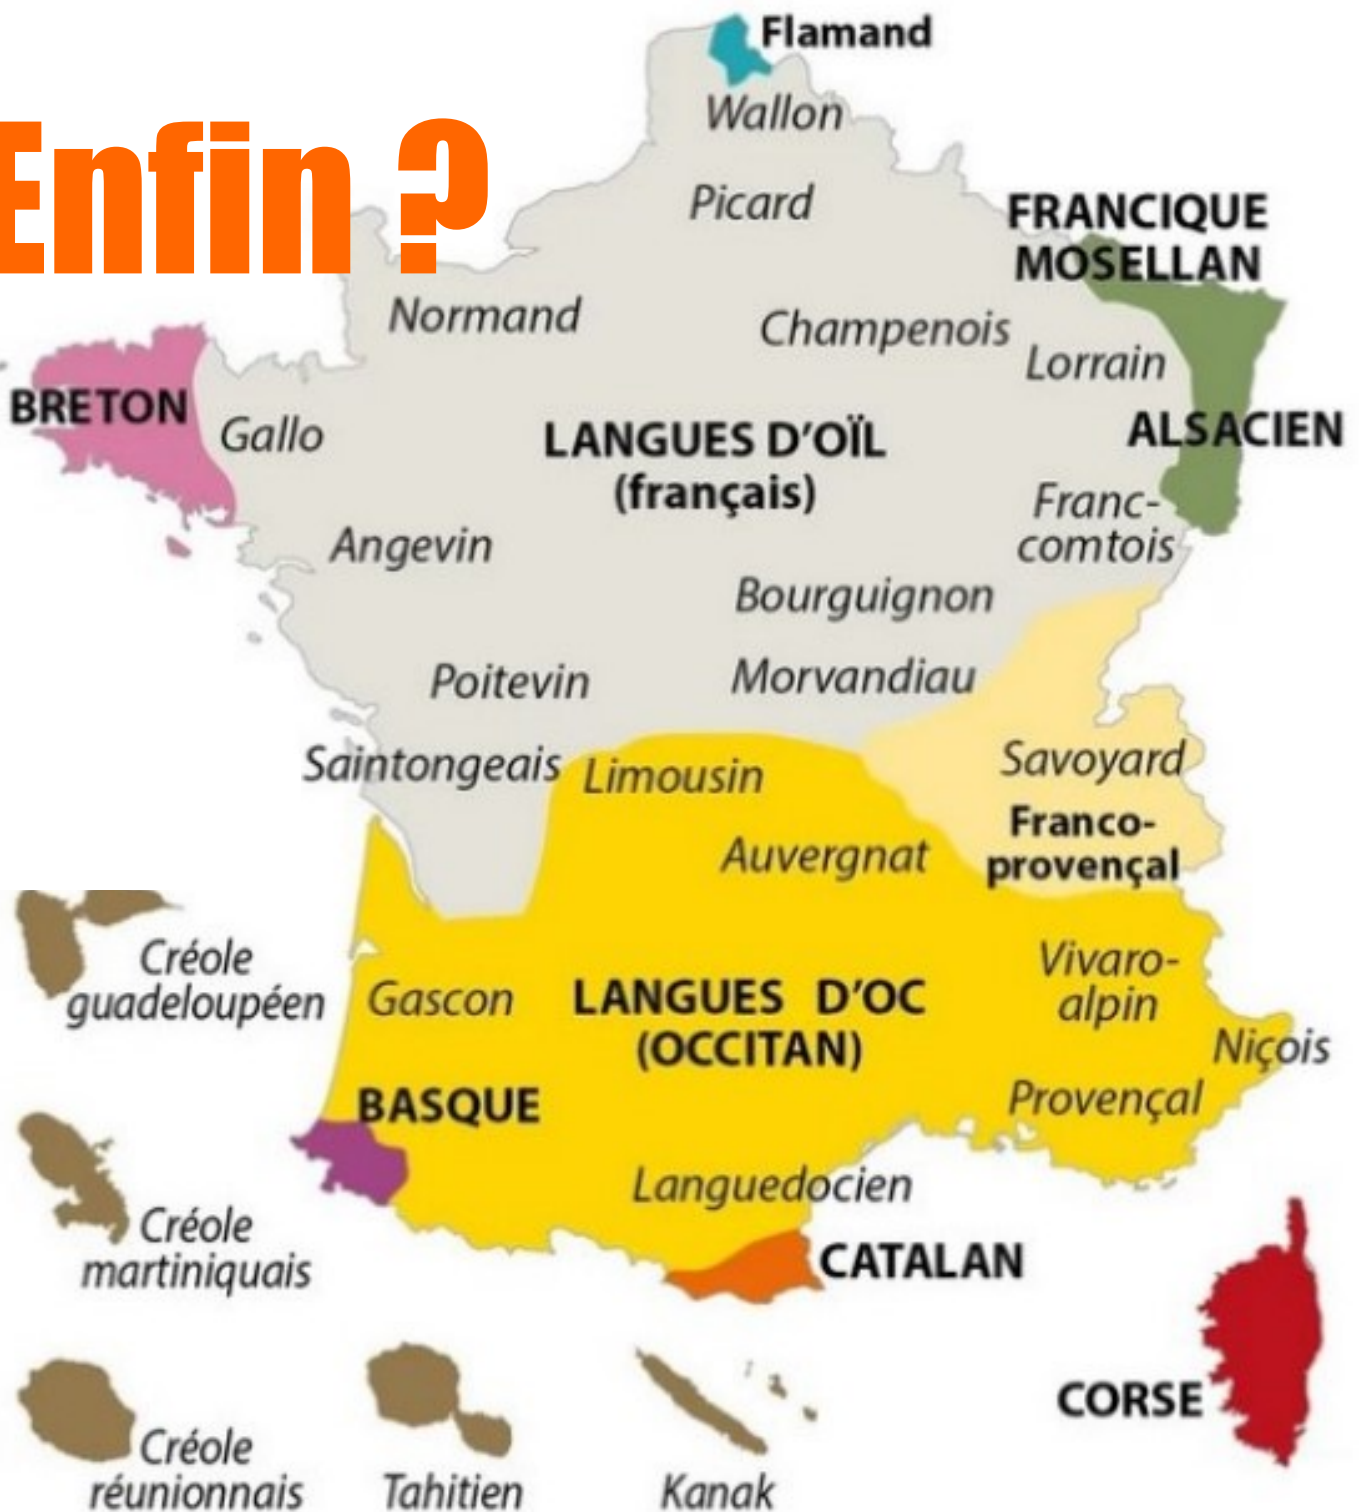 Flamand
Wallon
Enfin ?
Picard
FRANCIQUE
MOSELLAN
Normand
Champenois
Lorrain
BRETON
Gallo
LANGUES D'OÏL
(français)
ALSACIEN
Franc-
comtois
Angevin
Bourguignon
Poitevin
Morvandiau
Saintongeais
Limousin
Savoyard
Franco-
provençal
Auvergnat
Créole
guadeloupéen
Gascon
LANGUES D'OC
(OCCITAN)
Vivaro-
alpin
Niçois
BASQUE
Provençal
Languedocien
Créole
martiniquais
CATALAN
CORSE
Créole
réunionnais
Tahitien
Kanak